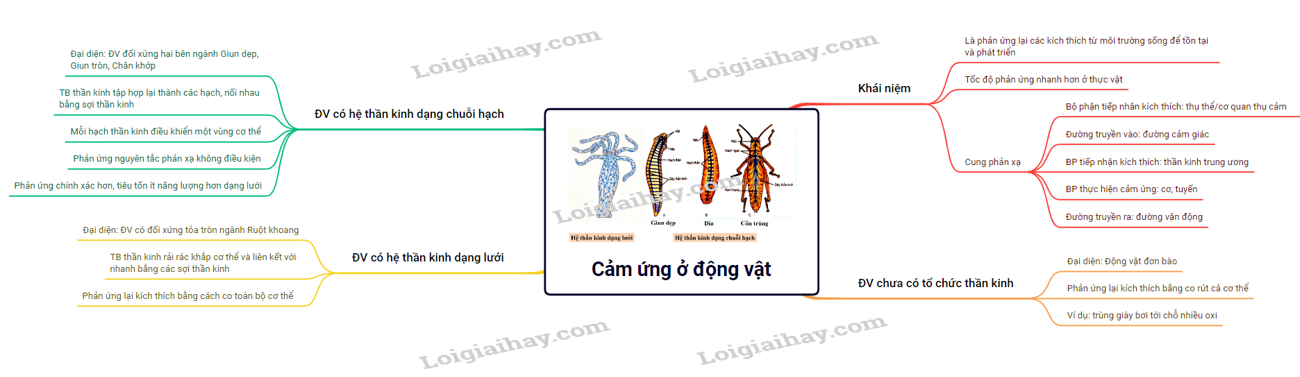 Loigiaihay.com
Loigiaihay.com
Đại diện: ĐV đối xứng hai bên ngành Giun dẹp,
Giun tròn, Chân khớp
TB thần kinh tập hợp lại thành các hạch, nối nhau
bằng sợi thần kinh
Mỗi hạch thần kinh điều khiển một vùng cơ thể
Phản ứng nguyên tắc phản xạ không điều kiện
Phản ứng chính xác hơn, tiêu tốn ít năng lượng hơn dạng lưới
ĐV có hệ thần kinh dạng chuỗi hạch
Đại diện: ĐV có đối xứng tỏa tròn ngành Ruột khoang
TB thần kinh rải rác khắp cơ thể và liên kết với
nhanh bằng các sợi thần kinh
Phản ứng lại kích thích bằng cách co toàn bộ cơ thể
ĐV có hệ thần kinh dạng lưới
Loigiaihay.com
A
B
C
Giun dẹp
Đỉa
Côn trùng
Hệ thần kinh dạng lưới
Hệ thần kinh dạng chuỗi hạch
Cảm ứng ở động vật
Khái niệm
Là phản ứng lại các kích thích từ môi trường sống để tồn tại
và phát triển
Tốc độ phản ứng nhanh hơn ở thực vật
Cung phản xạ
Bộ phận tiếp nhân kích thích: thụ thể/cơ quan thụ cảm
Đường truyền vào: đường cảm giác
BP tiếp nhận kích thích: thần kinh trung ương
BP thực hiện cảm ứng: cơ, tuyến
Đường truyền ra: đường vận động
ĐV chưa có tổ chức thần kinh
Đại diện: Động vật đơn bào
Phản ứng lại kích thích bằng co rút cả cơ thể
Ví dụ: trùng giày bơi tới chỗ nhiều oxi
Loigiaihay.com
Loigiaihay.com